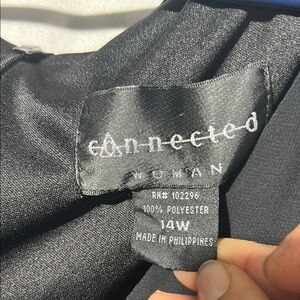 connected
WOMAN
RN# 102296
100% POLYESTER
14W
MADE IN PHILIPPINES